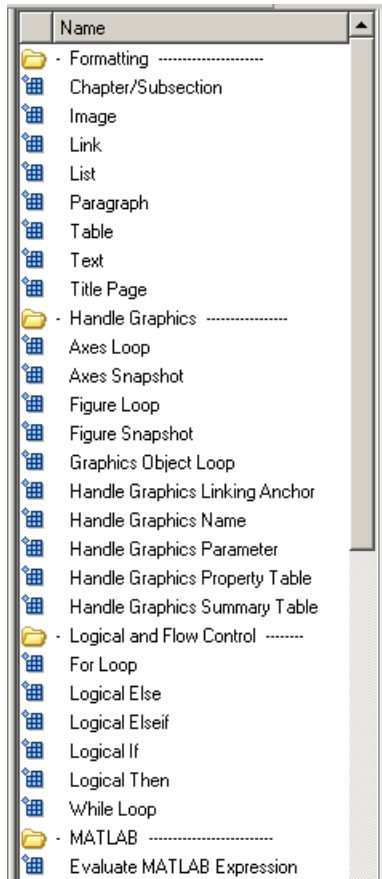 Name
- Formatting ---------------------
Chapter/Subsection
Image
Link
List
Paragraph
Table
Text
Title Page
- Handle Graphics ----------------
Axes Loop
Axes Snapshot
Figure Loop
Figure Snapshot
Graphics Object Loop
Handle Graphics Linking Anchor
Handle Graphics Name
Handle Graphics Parameter
Handle Graphics Property Table
Handle Graphics Summary Table
- Logical and Flow Control --------
For Loop
Logical Else
Logical Elseif
Logical If
Logical Then
While Loop
- MATLAB -------------------------
Evaluate MATLAB Expression